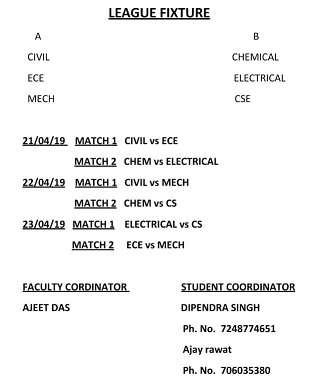 LEAGUE FIXTURE
A B
CIVIL CHEMICAL
ECE ELECTRICAL
MECH CSE
21/04/19 MATCH 1 CIVIL vs ECE
MATCH 2 CHEM vs ELECTRICAL
22/04/19 MATCH 1 CIVIL vs MECH
MATCH 2 CHEM vs CS
23/04/19 MATCH 1 ELECTRICAL vs CS
MATCH 2 ECE vs MECH
FACULTY CORDINATOR STUDENT COORDINATOR
AJEET DAS DIPENDRA SINGH
Ph. No. 7248774651
Ajay rawat
Ph. No. 706035380